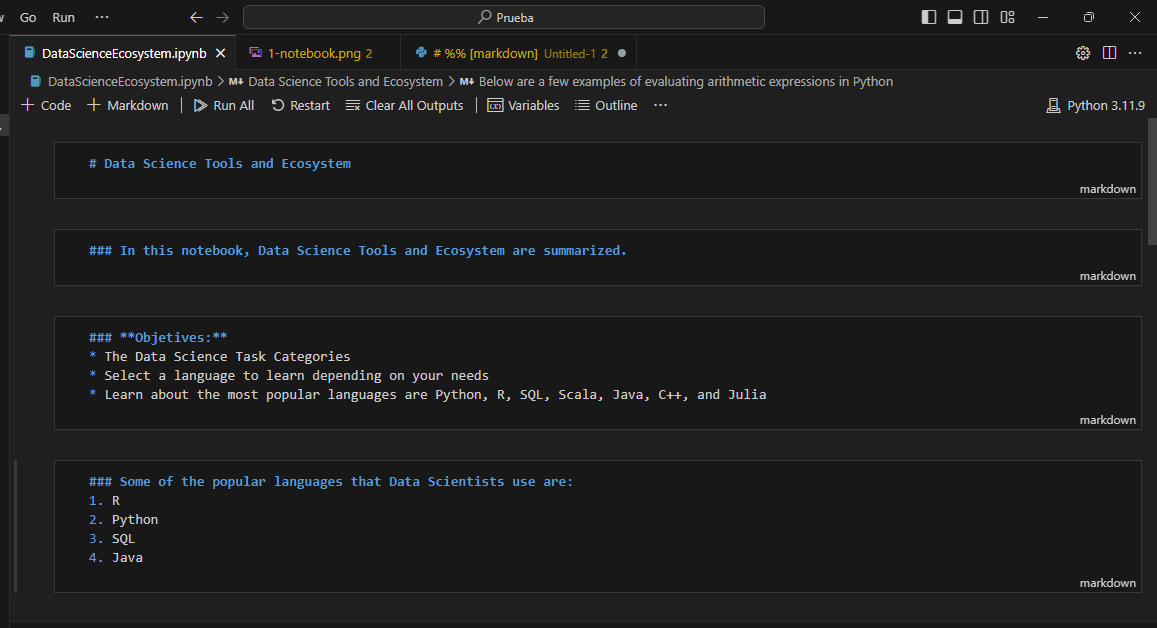 Go Run ··· ← → Prueba
DataScienceEcosystem.ipynb 1-notebook.png 2 # %% [markdown] Untitled-1 2
DataScienceEcosystem.ipynb > M↓ Data Science Tools and Ecosystem > M↓ Below are a few examples of evaluating arithmetic expressions in Python
+ Code + Markdown Run All Restart Clear All Outputs Variables Outline ··· Python 3.11.9
# Data Science Tools and Ecosystem
markdown
### In this notebook, Data Science Tools and Ecosystem are summarized.
markdown
### **Objetives:**
* The Data Science Task Categories
* Select a language to learn depending on your needs
* Learn about the most popular languages are Python, R, SQL, Scala, Java, C++, and Julia
markdown
### Some of the popular languages that Data Scientists use are:
1. R
2. Python
3. SQL
4. Java
markdown